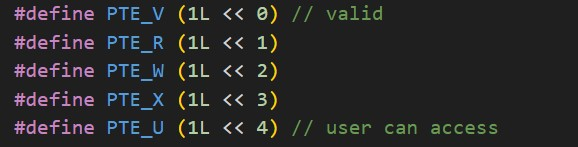 #define PTE_V (1L << 0) // valid
#define PTE_R (1L << 1)
#define PTE_W (1L << 2)
#define PTE_X (1L << 3)
#define PTE_U (1L << 4) // user can access